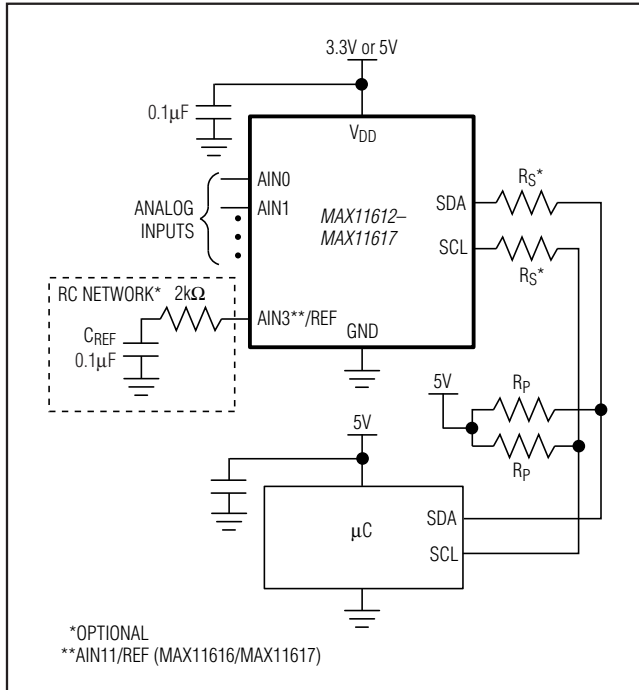 3.3V or 5V
0.1µF
VDD
AIN0
ANALOG
INPUTS
AIN1
MAX11612–
MAX11617
SDA
RS*
SCL
RS*
RC NETWORK*
2kΩ
CREF
0.1µF
AIN3**/REF
GND
5V
RP
RP
5V
µC
SDA
SCL
*OPTIONAL
**AIN11/REF (MAX11616/MAX11617)